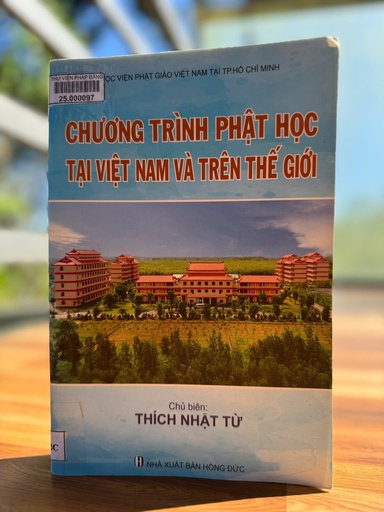 HỌC VIỆN PHẬT GIÁO VIỆT NAM TẠI TP.HỒ CHÍ MINH
25.000097
CHƯƠNG TRÌNH PHẬT HỌC
TẠI VIỆT NAM VÀ TRÊN THẾ GIỚI
Chủ biên:
THÍCH NHẬT TỪ
NHÀ XUẤT BẢN HỒNG ĐỨC